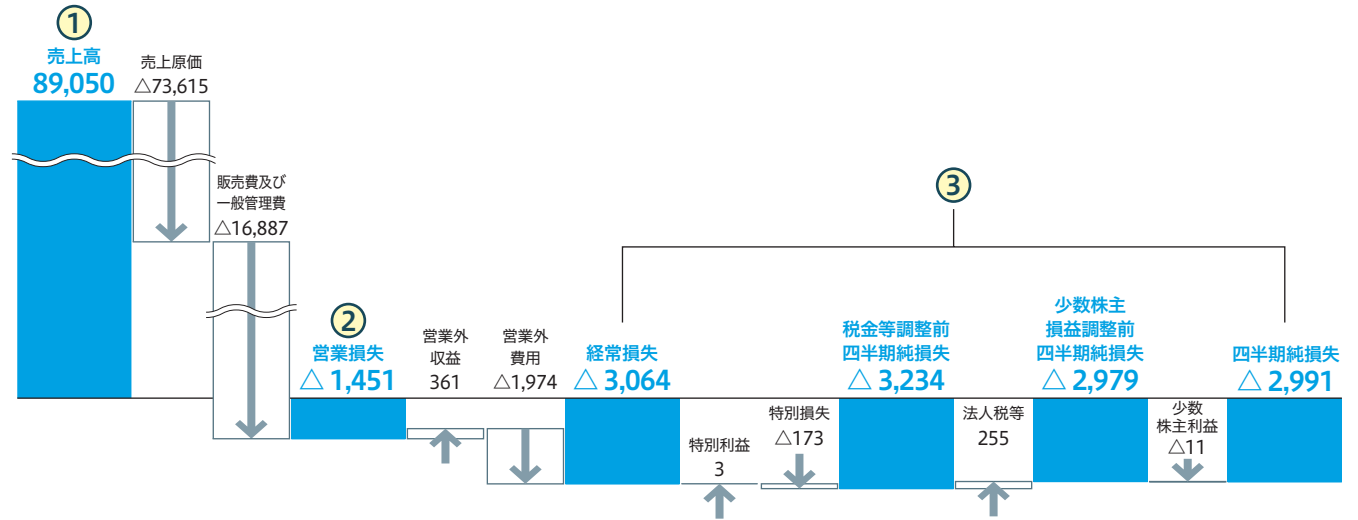 ①
売上高
89,050
売上原価
△73,615
販売費及び
一般管理費
△16,887
②
営業損失
△ 1,451
営業外
収益
361
営業外
費用
△1,974
③
経常損失
△ 3,064
特別利益
3
特別損失
△173
税金等調整前
四半期純損失
△ 3,234
法人税等
255
少数株主
損益調整前
四半期純損失
△ 2,979
少数
株主利益
△11
四半期純損失
△ 2,991